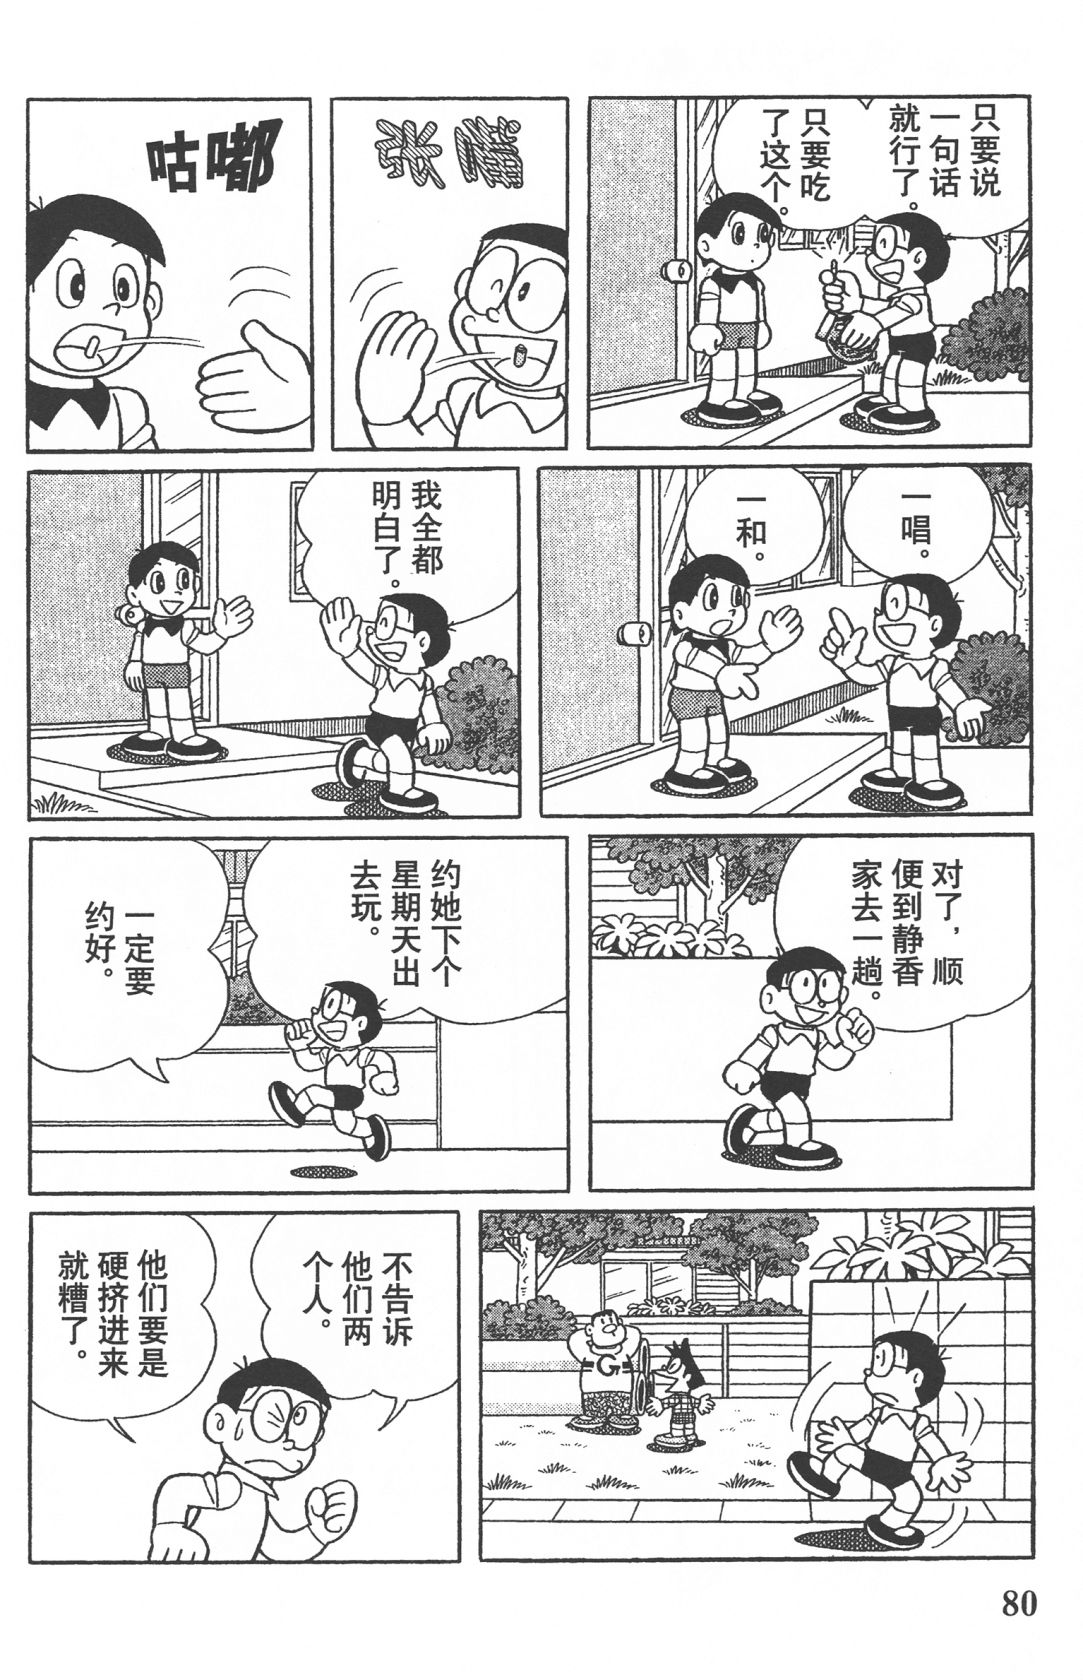 只要说
一句话
就行了。
只要吃
了这个。
张嘴
咕嘟
一唱。
一和。
我全都
明白了。
对了，顺
便到静香
家去一趟。
约她下个
星期天出
去玩。
一定要
约好。
G
不告诉
他们两
个人。
他们要是
硬挤进来
就糟了。
80